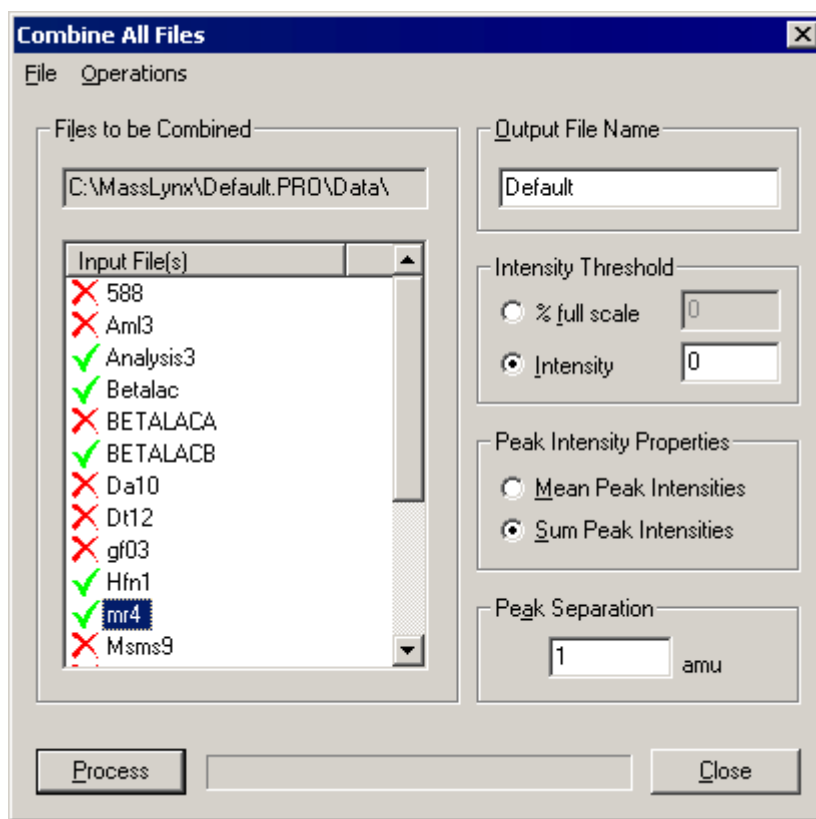 Combine All Files
File Operations
Files to be Combined
C:\MassLynx\Default.PRO\Data\
Input File(s)
588
Aml3
Analysis3
Betalac
BETALACA
BETALACB
Da10
Dt12
gf03
Hfn1
mr4
Msms9
Output File Name
Default
Intensity Threshold
% full scale 0
Intensity 0
Peak Intensity Properties
Mean Peak Intensities
Sum Peak Intensities
Peak Separation
1 amu
Process Close